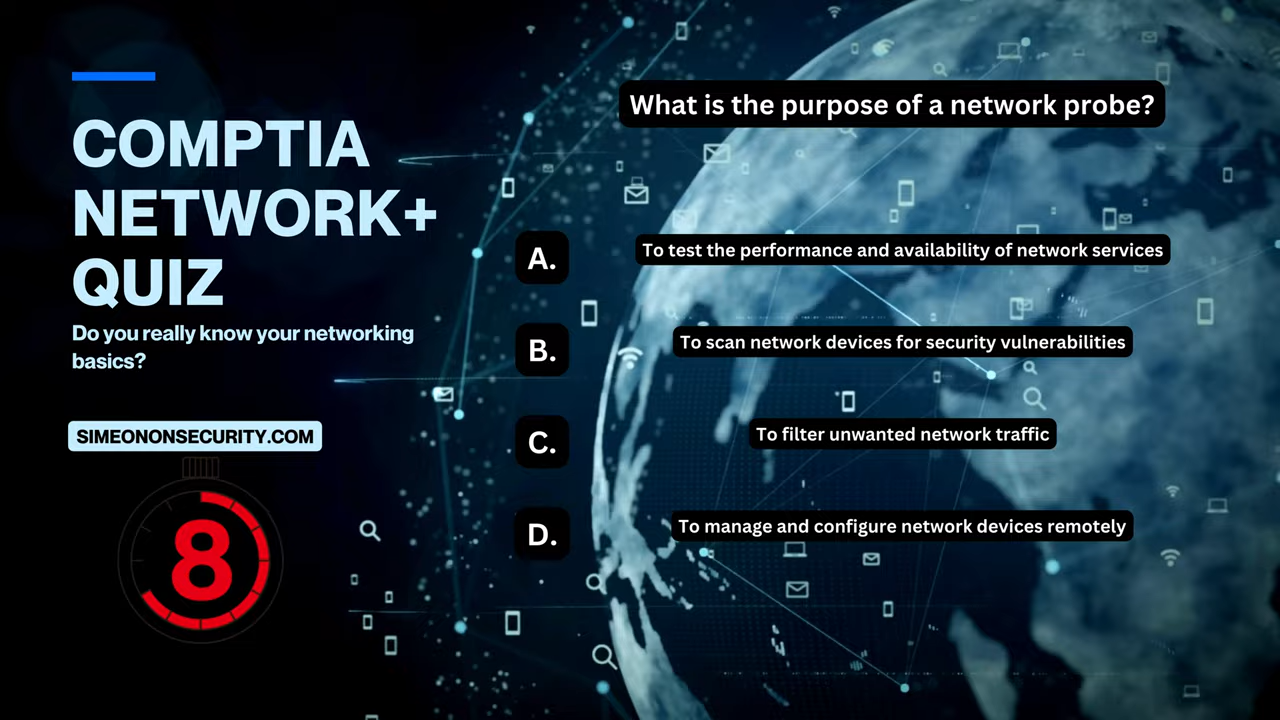 COMPTIA
NETWORK+
QUIZ
Do you really know your networking
basics?
SIMEONONSECURITY.COM
8
What is the purpose of a network probe?
A.
To test the performance and availability of network services
B.
To scan network devices for security vulnerabilities
C.
To filter unwanted network traffic
D.
To manage and configure network devices remotely